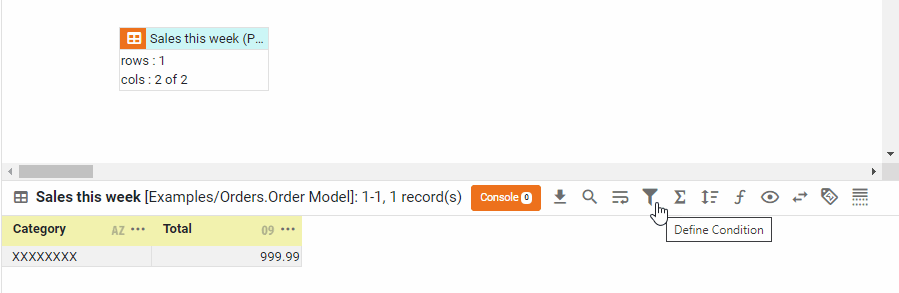 Sales this week (P...
rows : 1
cols : 2 of 2
Sales this week [Examples/Orders.Order Model]: 1-1, 1 record(s) Console 0
Define Condition
Category AZ ••• Total 09 •••
XXXXXXXX 999.99